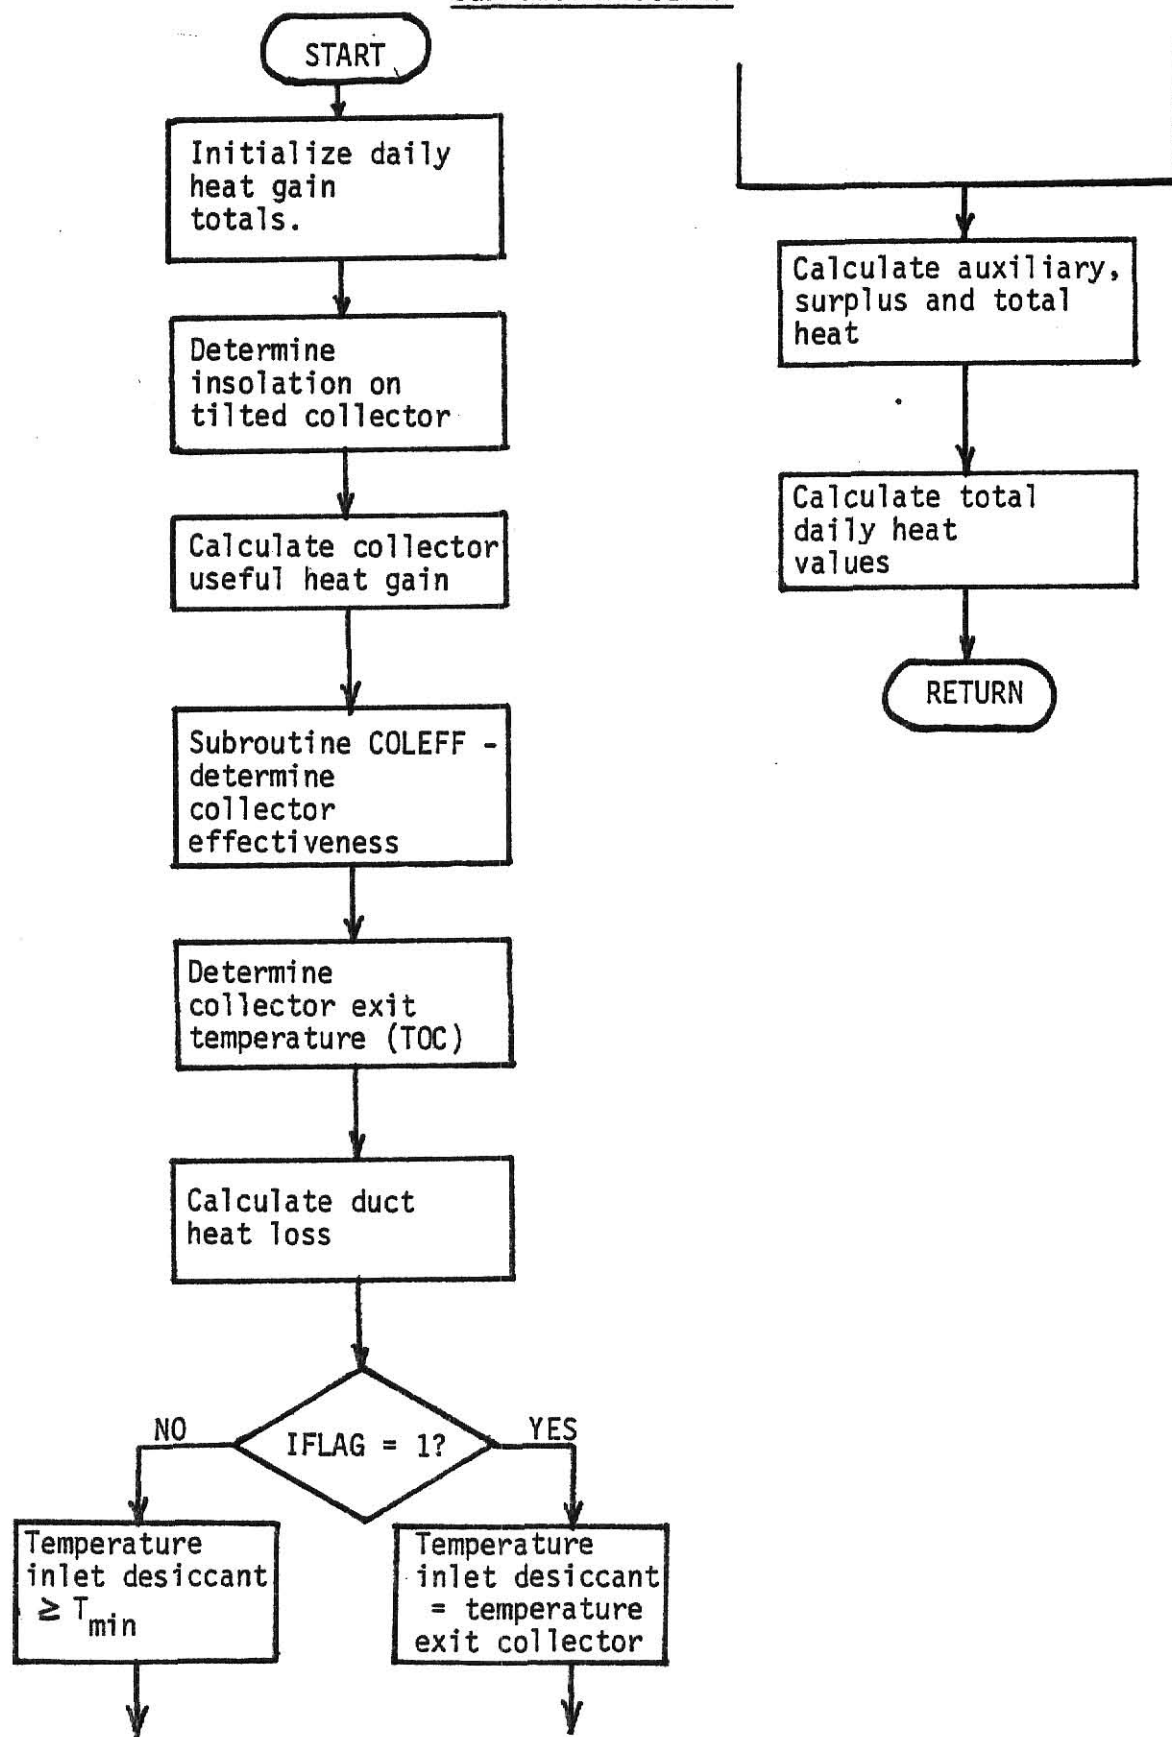 START
Initialize daily
heat gain
totals.
Determine
insolation on
tilted collector
Calculate collector
useful heat gain
Subroutine COLEFF -
determine
collector
effectiveness
Determine
collector exit
temperature (TOC)
Calculate duct
heat loss
NO
IFLAG = 1?
YES
Temperature
inlet desiccant
≥ Tmin
Temperature
inlet desiccant
= temperature
exit collector
Calculate auxiliary,
surplus and total
heat
Calculate total
daily heat
values
RETURN